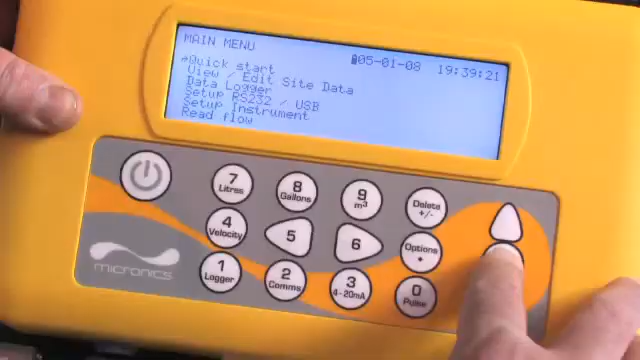 MAIN MENU 05-01-08 19:39:21
Quick start
View / Edit Site Data
Data Logger
Setup RS232 / USB
Setup Instrument
Read flow
7 Litres
8 Gallons
9 m³
Delete +/-
4 Velocity
5
6
Options
1 Logger
2 Comms
3 4-20mA
0 Pulse
micronics